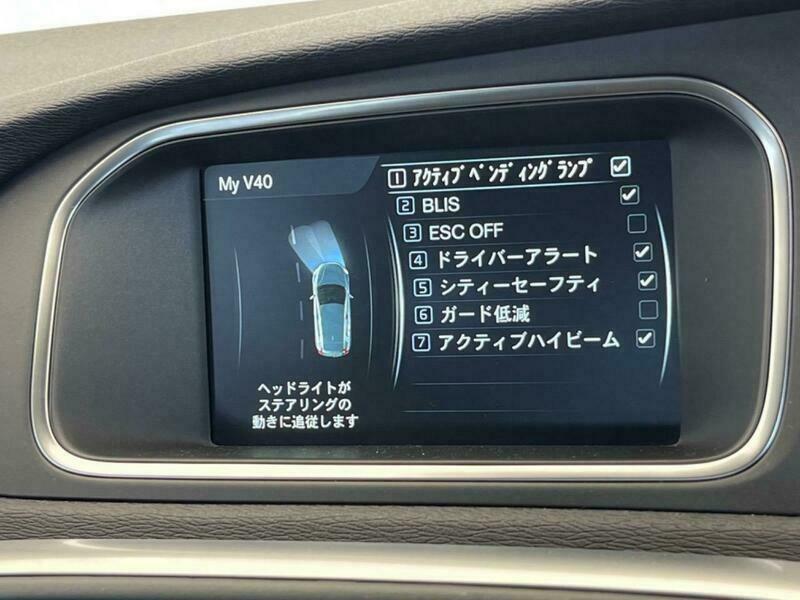 My V40
1 アクティブベンディングランプ
2 BLIS
3 ESC OFF
4 ドライバーアラート
5 シティーセーフティ
6 ガード低減
7 アクティブハイビーム
ヘッドライトが
ステアリングの
動きに追従します